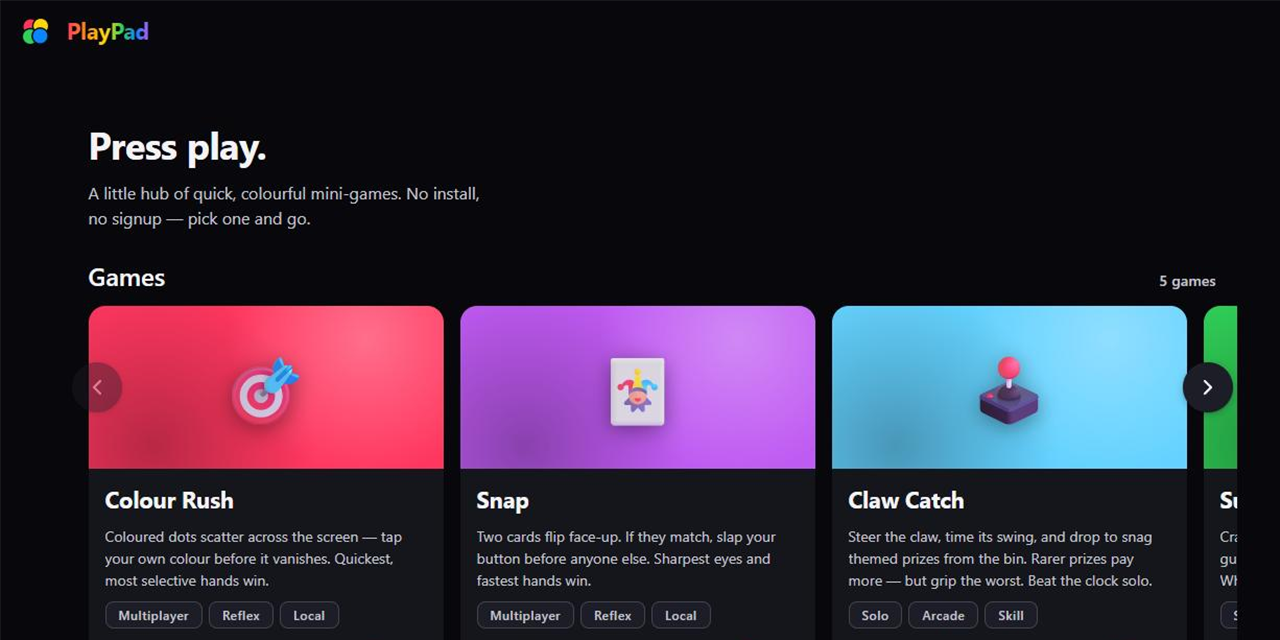 PlayPad
Press play.
A little hub of quick, colourful mini-games. No install,
no signup — pick one and go.
Games
5 games
Colour Rush
Coloured dots scatter across the screen — tap
your own colour before it vanishes. Quickest,
most selective hands win.
Multiplayer Reflex Local
Snap
Two cards flip face-up. If they match, slap your
button before anyone else. Sharpest eyes and
fastest hands win.
Multiplayer Reflex Local
Claw Catch
Steer the claw, time its swing, and drop to snag
themed prizes from the bin. Rarer prizes pay
more — but grip the worst. Beat the clock solo.
Solo Arcade Skill